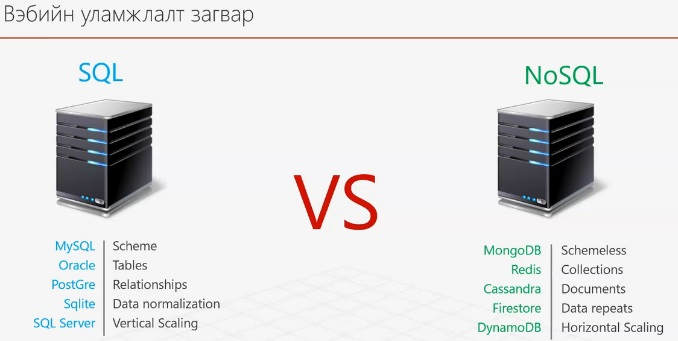 Вэбийн уламжлалт загвар
SQL
NoSQL
VS
MySQL Scheme
Oracle Tables
PostGre Relationships
Sqlite Data normalization
SQL Server Vertical Scaling
MongoDB Schemeless
Redis Collections
Cassandra Documents
Firestore Data repeats
DynamoDB Horizontal Scaling